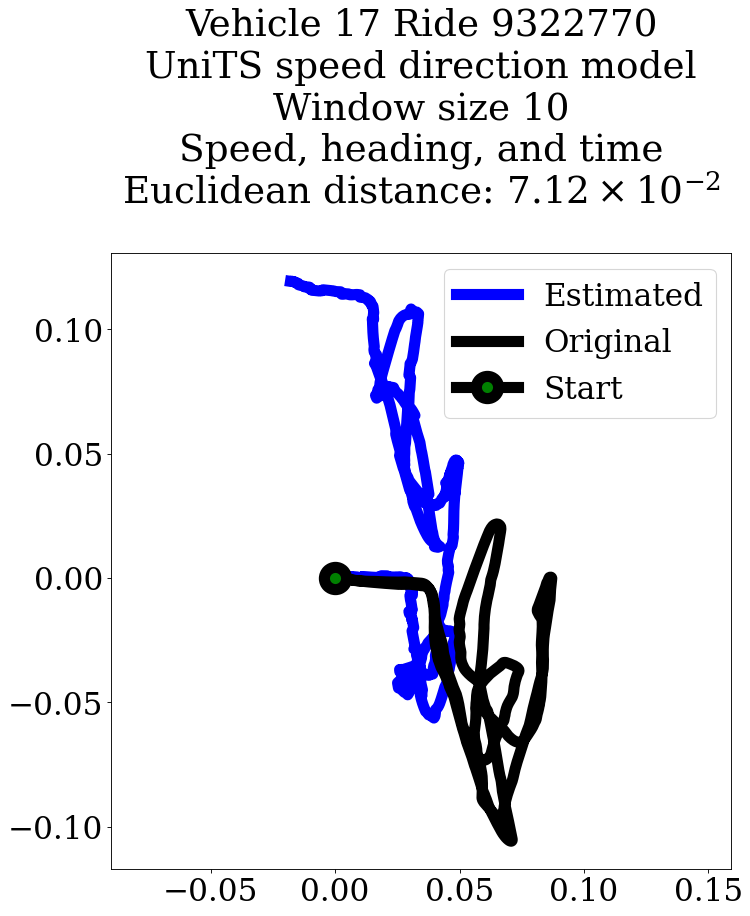 Vehicle 17 Ride 9322770
UniTS speed direction model
Window size 10
Speed, heading, and time
Euclidean distance: 7.12 × 10⁻²
Estimated
Original
Start
0.10
0.05
0.00
−0.05
−0.10
−0.05 0.00 0.05 0.10 0.15